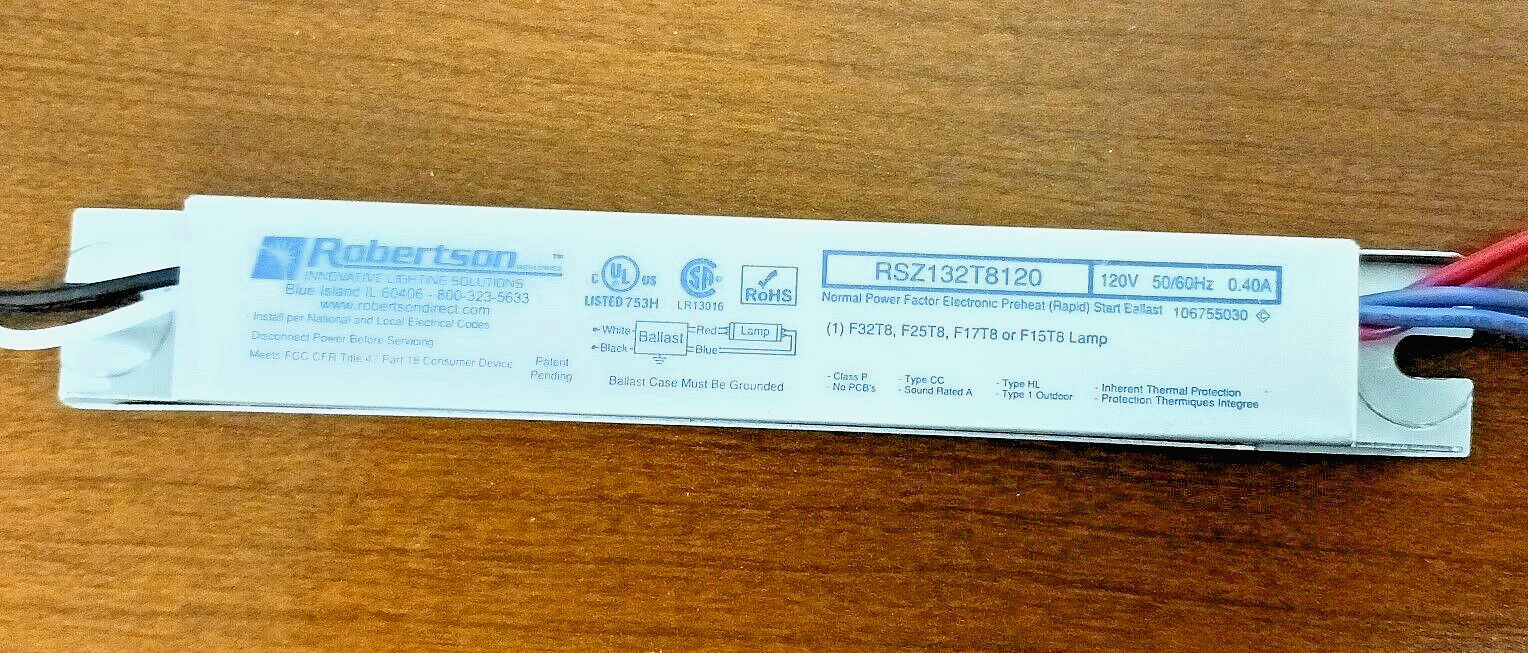 Robertson™
WORLDWIDE
INNOVATIVE LIGHTING SOLUTIONS
Blue Island IL 60406 - 800-323-5633
www.robertsondirect.com
Install per National and Local Electrical Codes
Disconnect Power Before Servicing
Meets FCC CFR Title 47 Part 18 Consumer Device
Patent
Pending
C UL US
LISTED 753H
SA ®
LR13016
RoHS
White
Black
Ballast
Red
Blue
Lamp
Ballast Case Must Be Grounded
RSZ132T8120
120V 50/60Hz 0.40A
Normal Power Factor Electronic Preheat (Rapid) Start Ballast 106755030 C
(1) F32T8, F25T8, F17T8 or F15T8 Lamp
- Class P
- No PCB's
- Type CC
- Sound Rated A
- Type HL
- Type 1 Outdoor
- Inherent Thermal Protection
- Protection Thermiques Integree